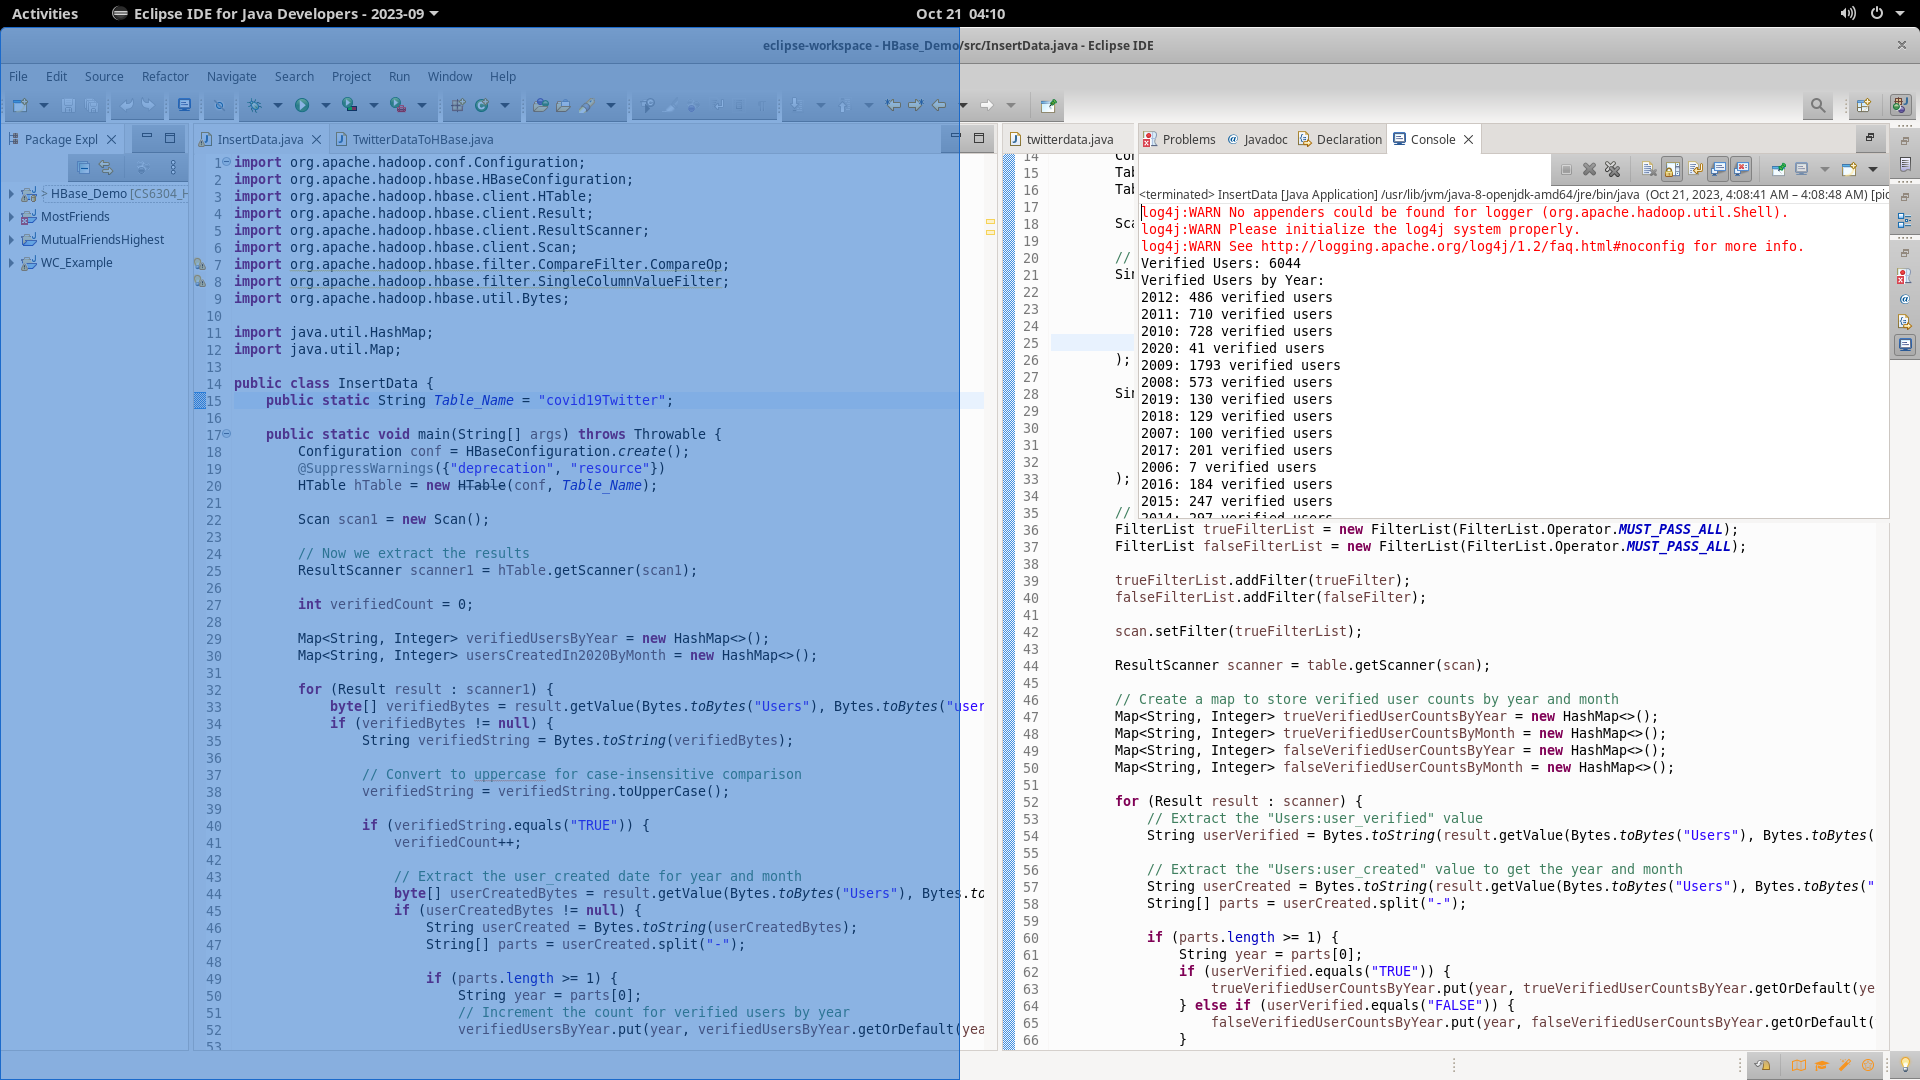 Activities
Eclipse IDE for Java Developers - 2023-09
Oct 21 04:10
eclipse-workspace - HBase_Demo/src/InsertData.java - Eclipse IDE
File Edit Source Refactor Navigate Search Project Run Window Help
Package Expl
> HBase_Demo [CS6304_H
MostFriends
MutualFriendsHighest
WC_Example
InsertData.java
TwitterDataToHBase.java
1 import org.apache.hadoop.conf.Configuration;
2 import org.apache.hadoop.hbase.HBaseConfiguration;
3 import org.apache.hadoop.hbase.client.HTable;
4 import org.apache.hadoop.hbase.client.Result;
5 import org.apache.hadoop.hbase.client.ResultScanner;
6 import org.apache.hadoop.hbase.client.Scan;
7 import org.apache.hadoop.hbase.filter.CompareFilter.CompareOp;
8 import org.apache.hadoop.hbase.filter.SingleColumnValueFilter;
9 import org.apache.hadoop.hbase.util.Bytes;
10
11 import java.util.HashMap;
12 import java.util.Map;
13
14 public class InsertData {
15     public static String Table_Name = "covid19Twitter";
16
17     public static void main(String[] args) throws Throwable {
18         Configuration conf = HBaseConfiguration.create();
19         @SuppressWarnings({"deprecation", "resource"})
20         HTable hTable = new HTable(conf, Table_Name);
21
22         Scan scan1 = new Scan();
23
24         // Now we extract the results
25         ResultScanner scanner1 = hTable.getScanner(scan1);
26
27         int verifiedCount = 0;
28
29         Map<String, Integer> verifiedUsersByYear = new HashMap<>();
30         Map<String, Integer> usersCreatedIn2020ByMonth = new HashMap<>();
31
32         for (Result result : scanner1) {
33             byte[] verifiedBytes = result.getValue(Bytes.toBytes("Users"), Bytes.toBytes("user
34             if (verifiedBytes != null) {
35                 String verifiedString = Bytes.toString(verifiedBytes);
36
37                 // Convert to uppercase for case-insensitive comparison
38                 verifiedString = verifiedString.toUpperCase();
39
40                 if (verifiedString.equals("TRUE")) {
41                     verifiedCount++;
42
43                     // Extract the user_created date for year and month
44                     byte[] userCreatedBytes = result.getValue(Bytes.toBytes("Users"), Bytes.to
45                     if (userCreatedBytes != null) {
46                         String userCreated = Bytes.toString(userCreatedBytes);
47                         String[] parts = userCreated.split("-");
48
49                         if (parts.length >= 1) {
50                             String year = parts[0];
51                             // Increment the count for verified users by year
52                             verifiedUsersByYear.put(year, verifiedUsersByYear.getOrDefault(yea
53
twitterdata.java
14 Con
15 Tab
16 Tab
17
18 Sca
19
20 //
21 Sin
22
23
24
25
26 );
27
28 Sin
29
30
31
32
33 );
34
35 //
36 FilterList trueFilterList = new FilterList(FilterList.Operator.MUST_PASS_ALL);
37 FilterList falseFilterList = new FilterList(FilterList.Operator.MUST_PASS_ALL);
38
39 trueFilterList.addFilter(trueFilter);
40 falseFilterList.addFilter(falseFilter);
41
42 scan.setFilter(trueFilterList);
43
44 ResultScanner scanner = table.getScanner(scan);
45
46 // Create a map to store verified user counts by year and month
47 Map<String, Integer> trueVerifiedUserCountsByYear = new HashMap<>();
48 Map<String, Integer> trueVerifiedUserCountsByMonth = new HashMap<>();
49 Map<String, Integer> falseVerifiedUserCountsByYear = new HashMap<>();
50 Map<String, Integer> falseVerifiedUserCountsByMonth = new HashMap<>();
51
52 for (Result result : scanner) {
53     // Extract the "Users:user_verified" value
54     String userVerified = Bytes.toString(result.getValue(Bytes.toBytes("Users"), Bytes.toBytes(
55
56     // Extract the "Users:user_created" value to get the year and month
57     String userCreated = Bytes.toString(result.getValue(Bytes.toBytes("Users"), Bytes.toBytes("
58     String[] parts = userCreated.split("-");
59
60     if (parts.length >= 1) {
61         String year = parts[0];
62         if (userVerified.equals("TRUE")) {
63             trueVerifiedUserCountsByYear.put(year, trueVerifiedUserCountsByYear.getOrDefault(ye
64         } else if (userVerified.equals("FALSE")) {
65             falseVerifiedUserCountsByYear.put(year, falseVerifiedUserCountsByYear.getOrDefault(
66         }
Problems
Javadoc
Declaration
Console
<terminated> InsertData [Java Application] /usr/lib/jvm/java-8-openjdk-amd64/jre/bin/java (Oct 21, 2023, 4:08:41 AM – 4:08:48 AM) [pid
log4j:WARN No appenders could be found for logger (org.apache.hadoop.util.Shell).
log4j:WARN Please initialize the log4j system properly.
log4j:WARN See http://logging.apache.org/log4j/1.2/faq.html#noconfig for more info.
Verified Users: 6044
Verified Users by Year:
2012: 486 verified users
2011: 710 verified users
2010: 728 verified users
2020: 41 verified users
2009: 1793 verified users
2008: 573 verified users
2019: 130 verified users
2018: 129 verified users
2007: 100 verified users
2017: 201 verified users
2006: 7 verified users
2016: 184 verified users
2015: 247 verified users
2014: 297 verified users